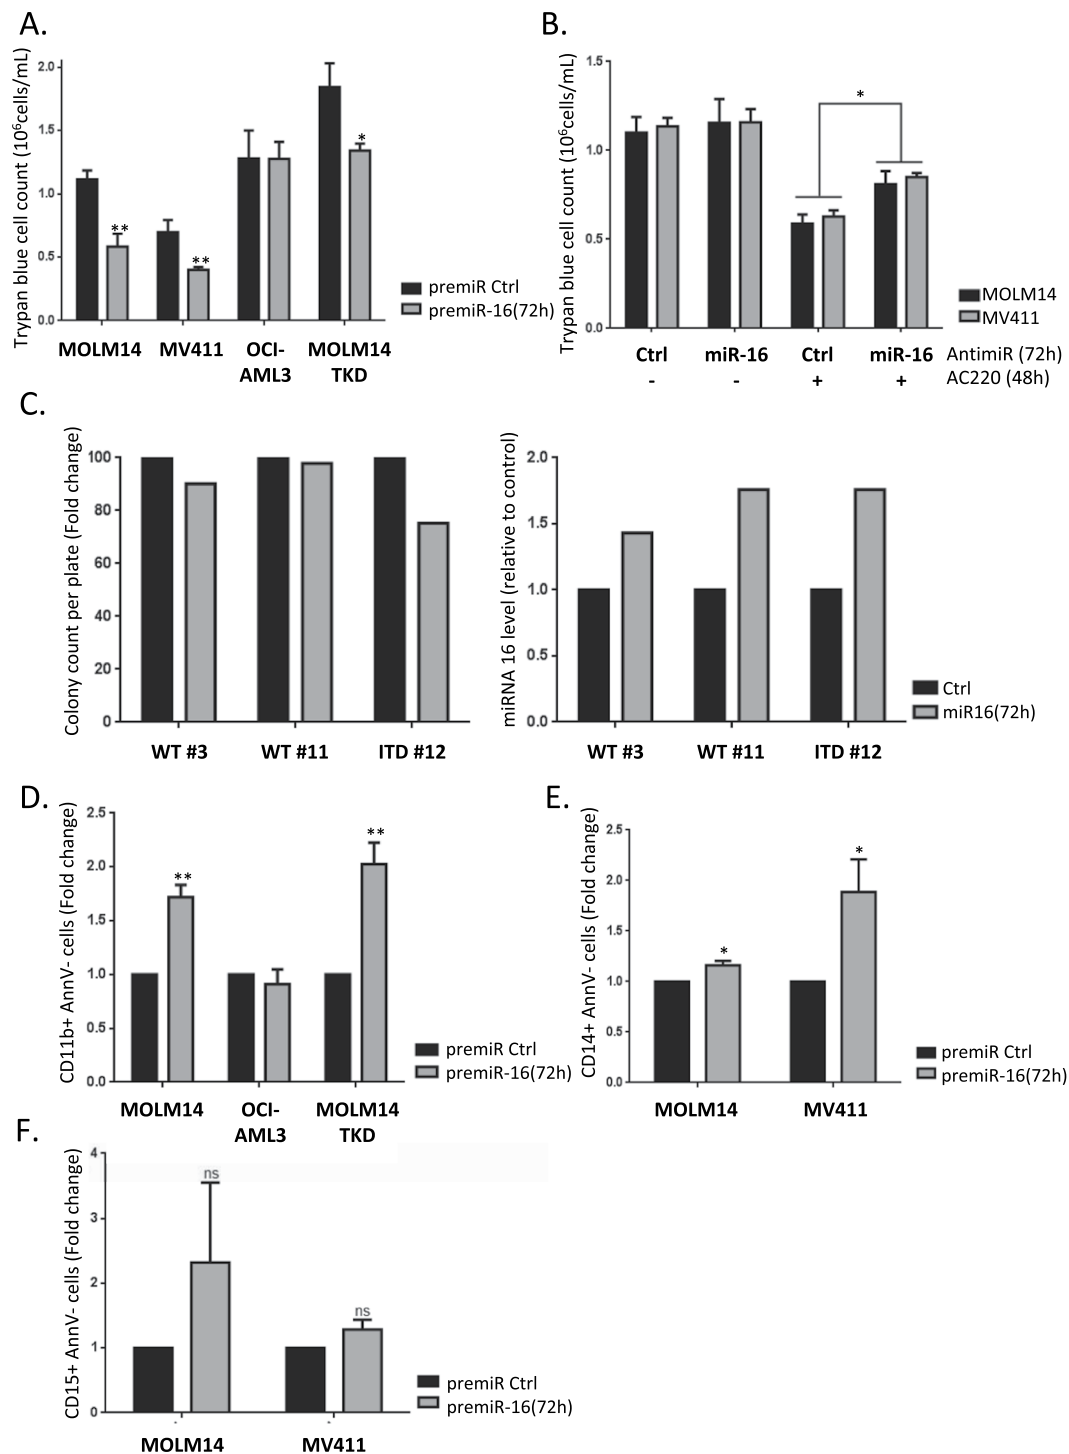 A.
Trypan blue cell count (10⁶cells/mL)
2.0
1.5
1.0
0.5
0.0
**
**
*
MOLM14 MV411 OCI-AML3 MOLM14 TKD
premiR Ctrl
premiR-16(72h)
B.
Trypan blue cell count (10⁶cells/mL)
1.5
1.0
0.5
0.0
*
MOLM14
MV411
Ctrl miR-16 Ctrl miR-16 AntimiR (72h)
- - + + AC220 (48h)
C.
Colony count per plate (Fold change)
100
80
60
40
20
0
WT #3 WT #11 ITD #12
miRNA 16 level (relative to control)
2.0
1.5
1.0
0.5
0.0
WT #3 WT #11 ITD #12
Ctrl
miR16(72h)
D.
CD11b+ AnnV- cells (Fold change)
2.5
2.0
1.5
1.0
0.5
0.0
**
**
MOLM14 OCI-AML3 MOLM14 TKD
premiR Ctrl
premiR-16(72h)
E.
CD14+ AnnV- cells (Fold change)
2.5
2.0
1.5
1.0
0.5
0.0
*
*
MOLM14 MV411
premiR Ctrl
premiR-16(72h)
F.
CD15+ AnnV- cells (Fold change)
4
3
2
1
0
ns
ns
MOLM14 MV411
premiR Ctrl
premiR-16(72h)